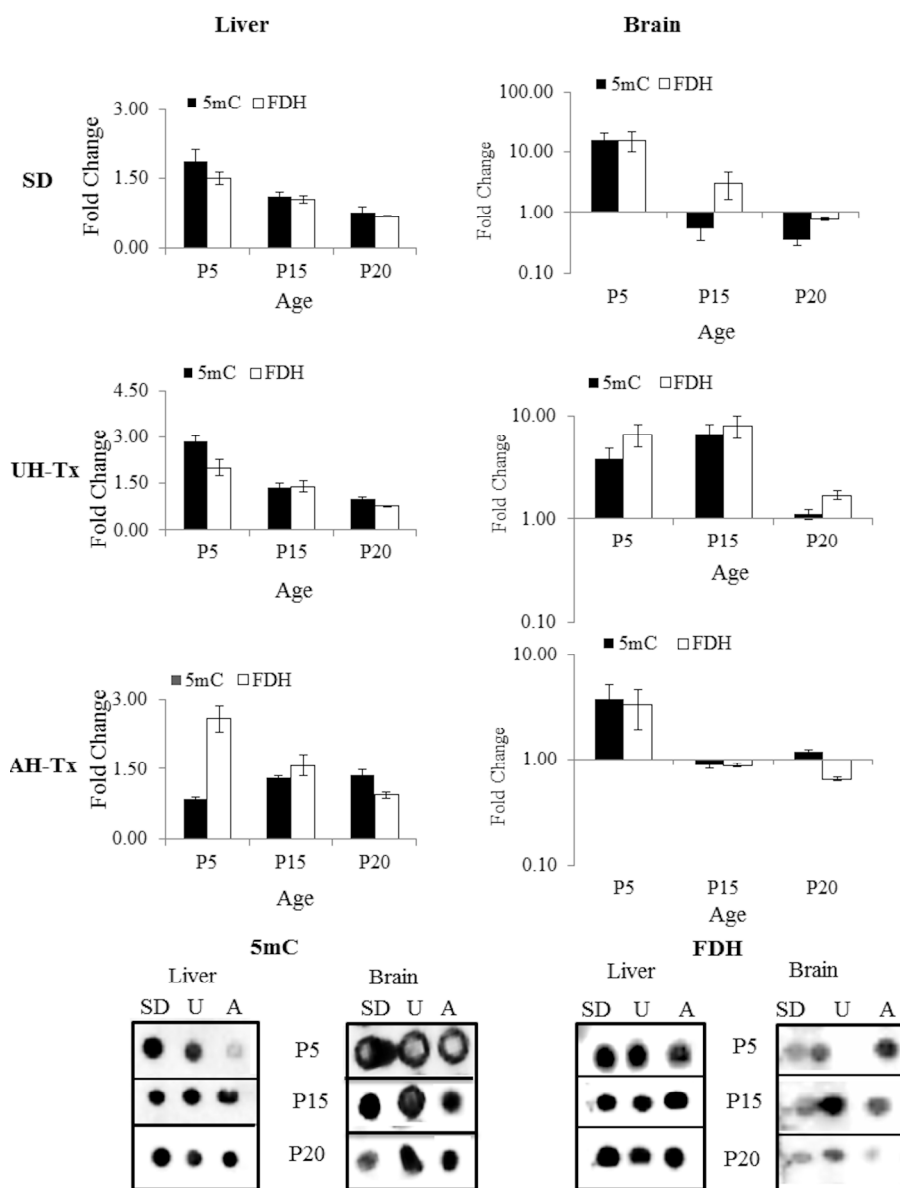 Liver
Brain
SD
5mC FDH
3.00
1.50
0.00
Fold Change
P5 P15 P20
Age
5mC FDH
100.00
10.00
1.00
0.10
Fold Change
P5 P15 P20
Age
UH-Tx
5mC FDH
4.50
3.00
1.50
0.00
Fold Change
P5 P15 P20
Age
5mC FDH
10.00
1.00
0.10
Fold Change
P5 P15 P20
Age
AH-Tx
5mC FDH
3.00
1.50
0.00
Fold Change
P5 P15 P20
Age
5mC FDH
10.00
1.00
0.10
Fold Change
P5 P15 P20
Age
5mC
FDH
Liver Brain Liver Brain
SD U A SD U A SD U A SD U A
P5 P5
P15 P15
P20 P20